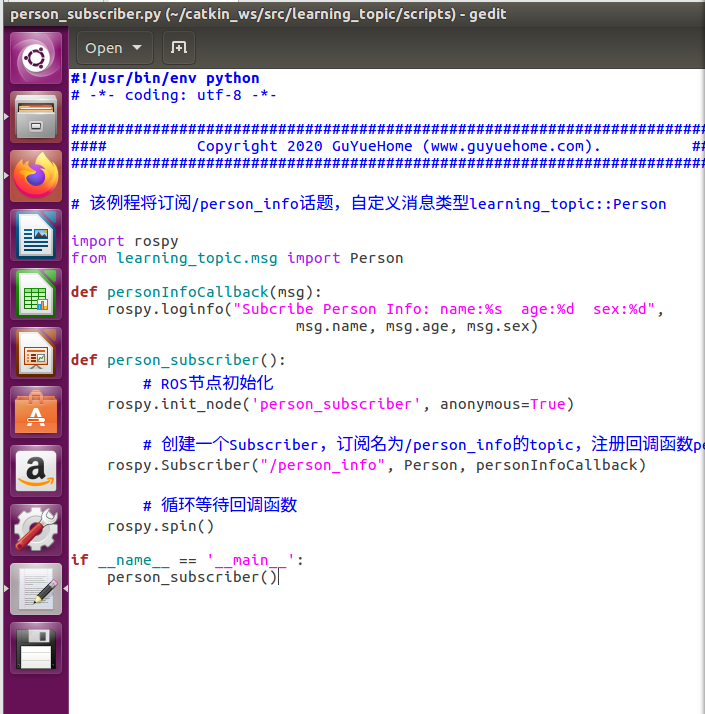 person_subscriber.py (~/catkin_ws/src/learning_topic/scripts) - gedit
Open
#!/usr/bin/env python
# -*- coding: utf-8 -*-
########################################################################
####          Copyright 2020 GuYueHome (www.guyuehome.com).          ##
########################################################################
# 该例程将订阅/person_info话题，自定义消息类型learning_topic::Person
import rospy
from learning_topic.msg import Person
def personInfoCallback(msg):
    rospy.loginfo("Subcribe Person Info: name:%s  age:%d  sex:%d",
                         msg.name, msg.age, msg.sex)
def person_subscriber():
        # ROS节点初始化
    rospy.init_node('person_subscriber', anonymous=True)
        # 创建一个Subscriber，订阅名为/person_info的topic，注册回调函数pe
    rospy.Subscriber("/person_info", Person, personInfoCallback)
        # 循环等待回调函数
    rospy.spin()
if __name__ == '__main__':
    person_subscriber()